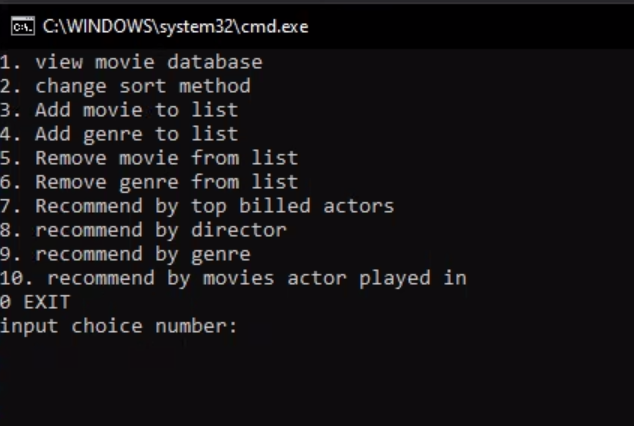 C:\WINDOWS\system32\cmd.exe
1. view movie database
2. change sort method
3. Add movie to list
4. Add genre to list
5. Remove movie from list
6. Remove genre from list
7. Recommend by top billed actors
8. recommend by director
9. recommend by genre
10. recommend by movies actor played in
0 EXIT
input choice number: